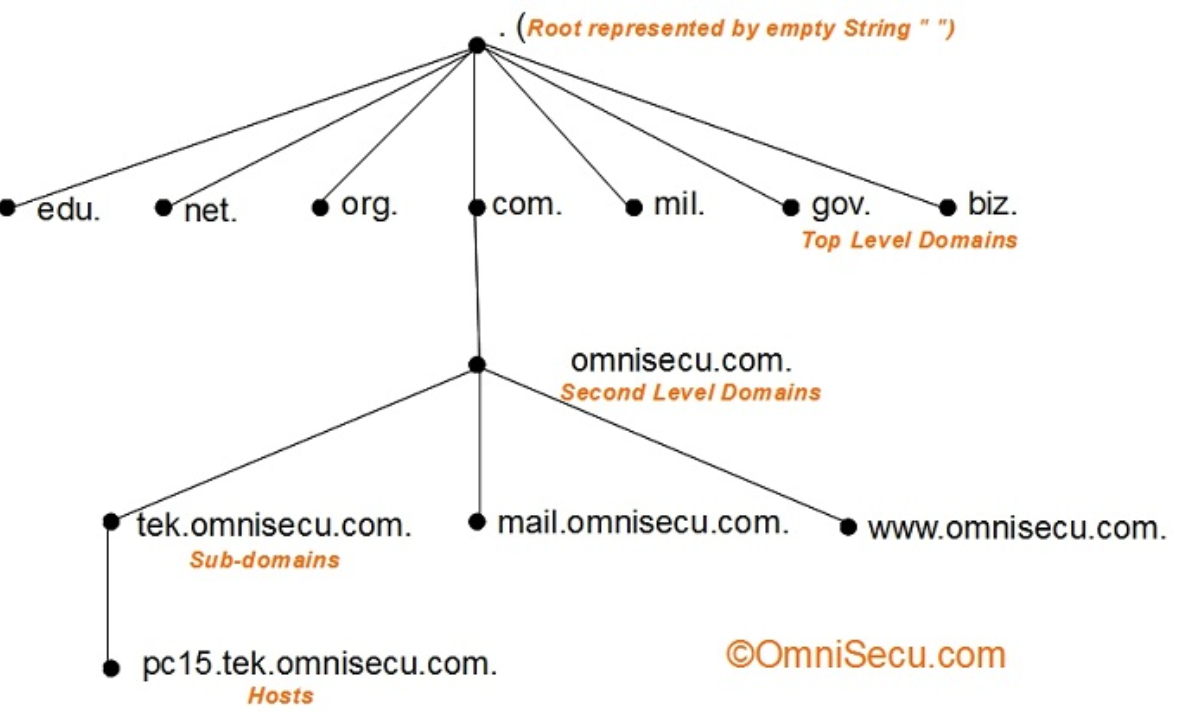 . (Root represented by empty String " ")
edu. net. org. com. mil. gov. biz.
Top Level Domains
omnisecu.com.
Second Level Domains
tek.omnisecu.com. mail.omnisecu.com. www.omnisecu.com.
Sub-domains
pc15.tek.omnisecu.com.
©OmniSecu.com
Hosts